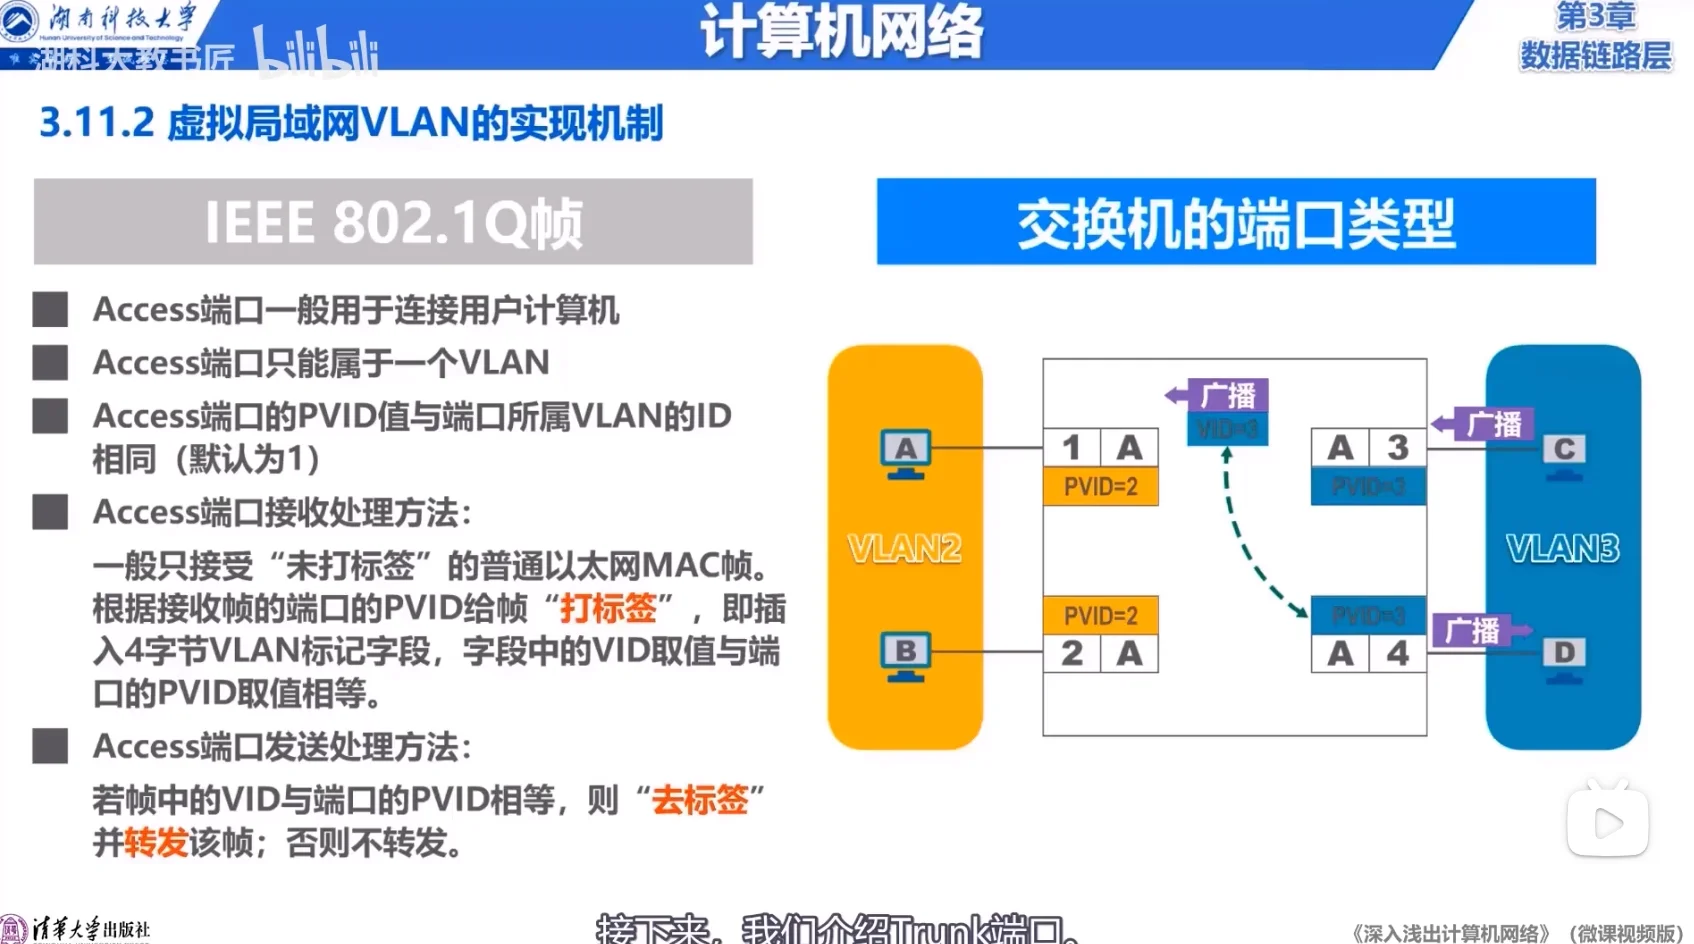 湖南科技大学
Hunan University of Science and Technology
湖科大教书匠 bilibili
计算机网络
第3章
数据链路层
3.11.2 虚拟局域网VLAN的实现机制
IEEE 802.1Q帧
交换机的端口类型
Access端口一般用于连接用户计算机
Access端口只能属于一个VLAN
Access端口的PVID值与端口所属VLAN的ID
相同（默认为1）
Access端口接收处理方法：
一般只接受“未打标签”的普通以太网MAC帧。
根据接收帧的端口的PVID给帧“打标签”，即插
入4字节VLAN标记字段，字段中的VID取值与端
口的PVID取值相等。
Access端口发送处理方法：
若帧中的VID与端口的PVID相等，则“去标签”
并转发该帧；否则不转发。
广播
VID=3
广播
A
1 A
A 3
C
PVID=2
PVID=3
VLAN2
VLAN3
PVID=2
PVID=3
广播
B
2 A
A 4
D
清华大学出版社
接下来，我们介绍Trunk端口。
《深入浅出计算机网络》（微课视频版）